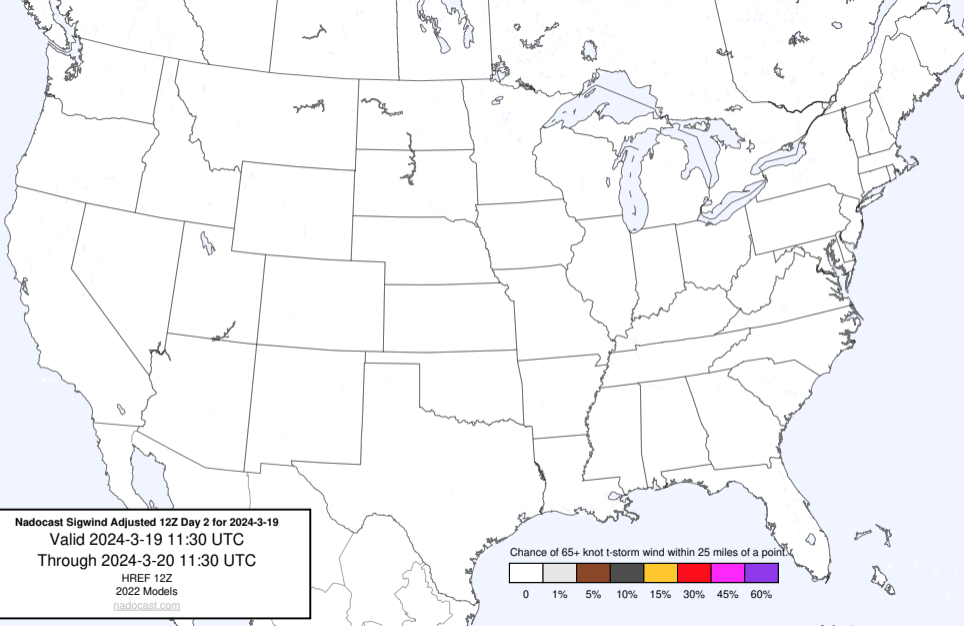 Nadocast Sigwind Adjusted 12Z Day 2 for 2024-3-19
Valid 2024-3-19 11:30 UTC
Through 2024-3-20 11:30 UTC
HREF 12Z
2022 Models
nadocast.com
Chance of 65+ knot t-storm wind within 25 miles of a point.
0 1% 5% 10% 15% 30% 45% 60%